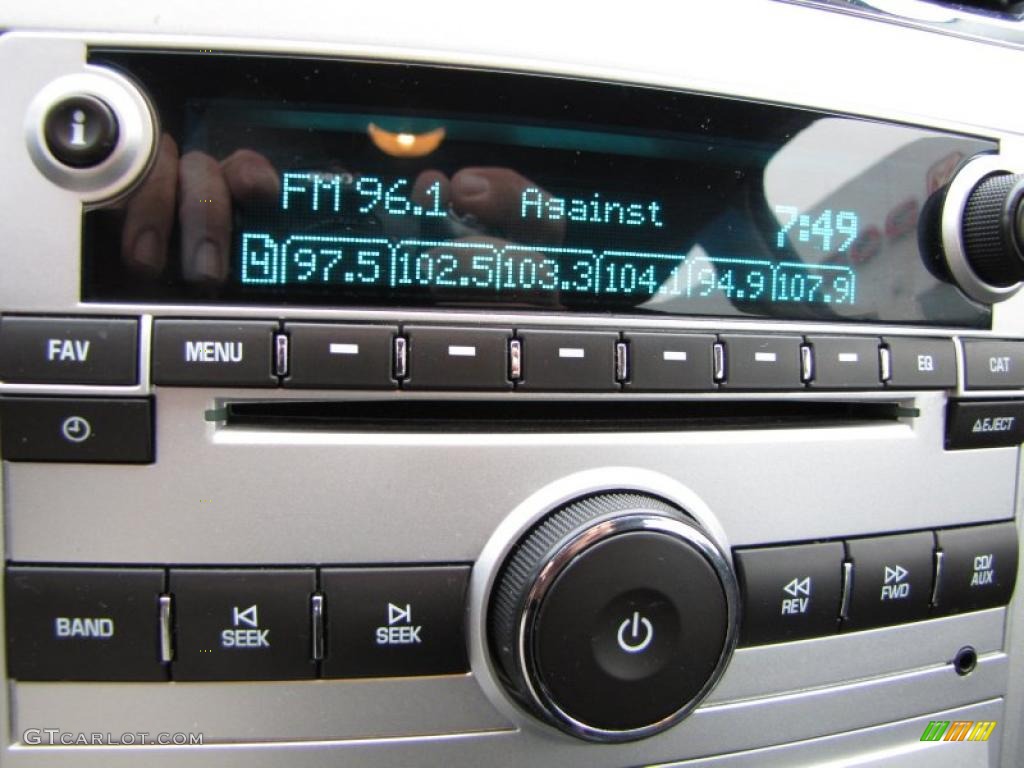 i
FM 96.1 Against 7:49
4 97.5 102.5 103.3 104.1 94.9 107.9
FAV MENU EQ CAT
EJECT
BAND SEEK SEEK REV FWD CD/
AUX
GTCARLOT.COM